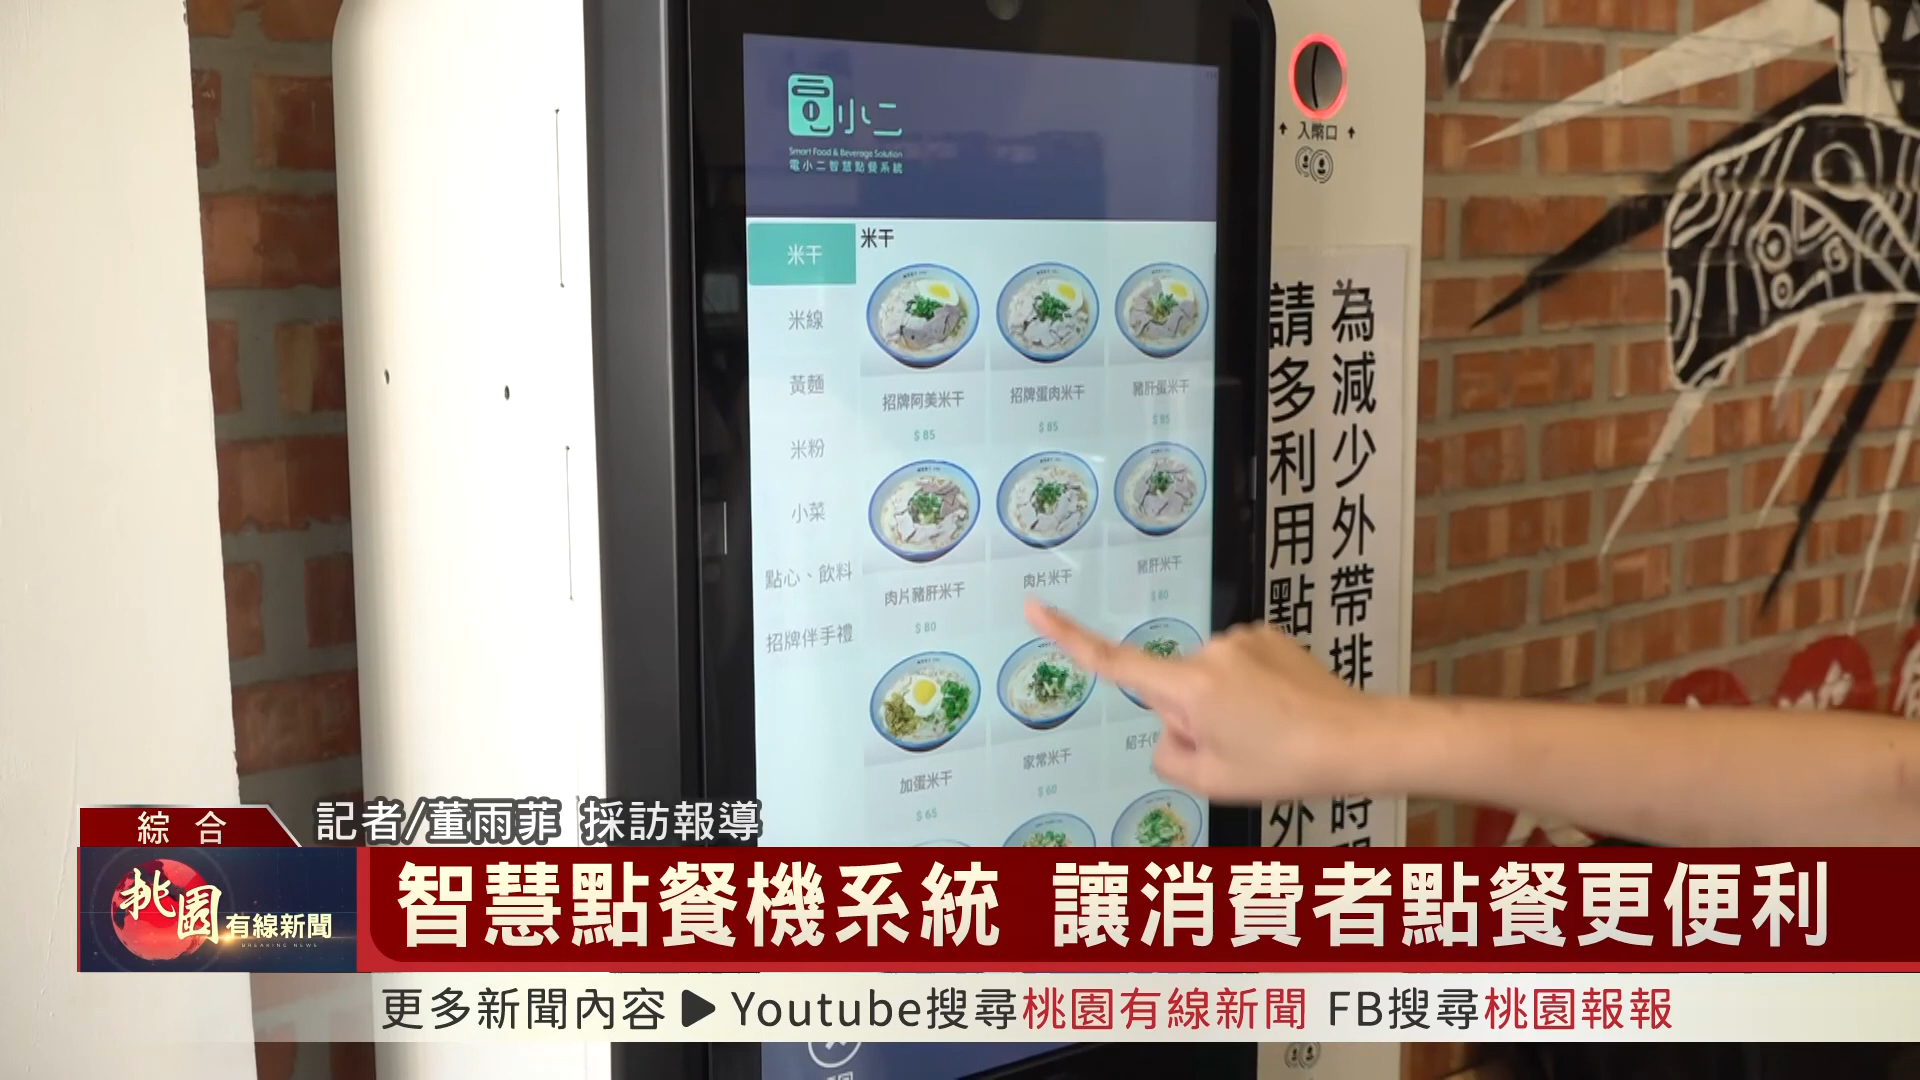 電小二
Smart Food & Beverage Solution
電小二智慧點餐系統
入幣口
為減少外帶排
請多利用點
米干
米線
黃麵
米粉
小菜
點心、飲料
招牌伴手禮
米干
招牌阿美米干
$ 85
招牌蛋肉米干
$ 85
豬肝蛋米干
$ 85
肉片豬肝米干
$ 80
肉片米干
豬肝米干
$ 80
加蛋米干
$ 65
家常米干
$ 60
綜合
記者/董雨菲 採訪報導
桃園有線新聞
BREAKING NEWS
智慧點餐機系統 讓消費者點餐更便利
更多新聞內容▶Youtube搜尋桃園有線新聞 FB搜尋桃園報報